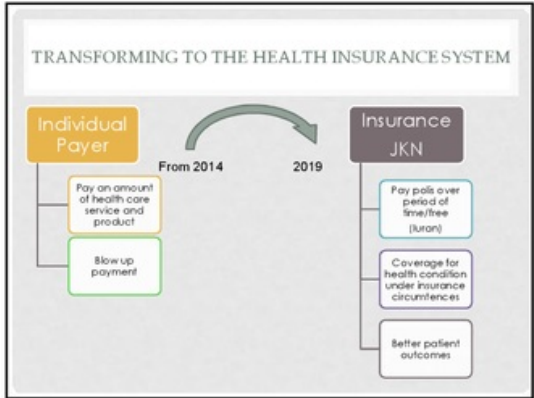 TRANSFORMING TO THE HEALTH INSURANCE SYSTEM
Individual
Payer
From 2014
2019
Insurance
JKN
Pay an amount
of health care
service and
product
Blow up
payment
Pay polis over
period of
time/free
(iuran)
Coverage for
health condition
under insurance
circumtences
Better patient
outcomes